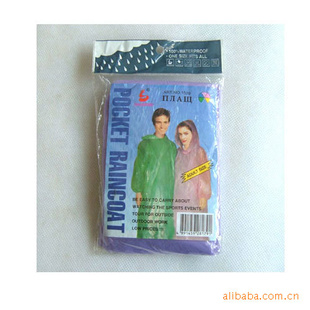 100% WATERPROOF
ONE SIZE FITS ALL
ПЛАЩ
POCKET RAINCOAT
ADULT SIZE
BE EASY TO CARRY ABOUT
WATCHING THE SPORTS EVENTS
TOUR FOR OUTSIDE
OUTDOOR WORK
LOW PRICES!!!
alibaba.com.cn